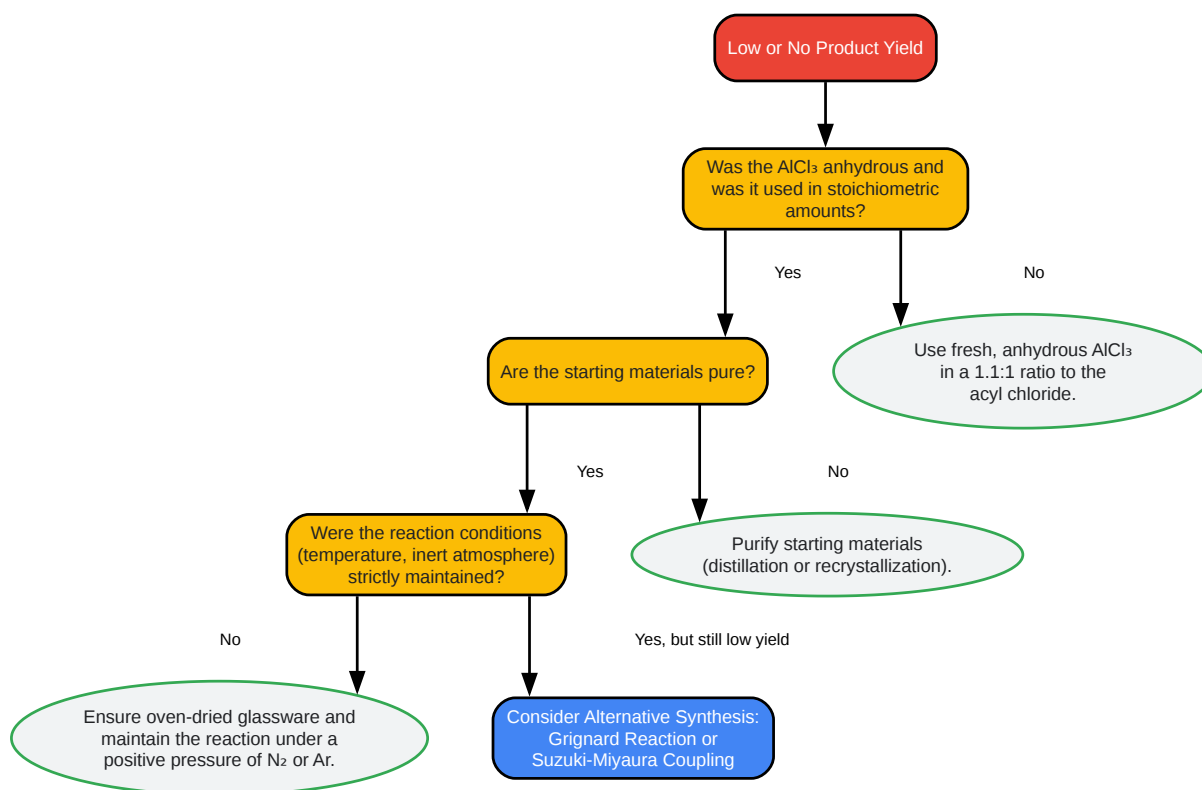 Low or No Product Yield
Was the AlCl₃ anhydrous and
was it used in stoichiometric
amounts?
Yes
No
Use fresh, anhydrous AlCl₃
in a 1.1:1 ratio to the
acyl chloride.
Are the starting materials pure?
Yes
No
Purify starting materials
(distillation or recrystallization).
Were the reaction conditions
(temperature, inert atmosphere)
strictly maintained?
No
Yes, but still low yield
Ensure oven-dried glassware and
maintain the reaction under a
positive pressure of N₂ or Ar.
Consider Alternative Synthesis:
Grignard Reaction or
Suzuki-Miyaura Coupling